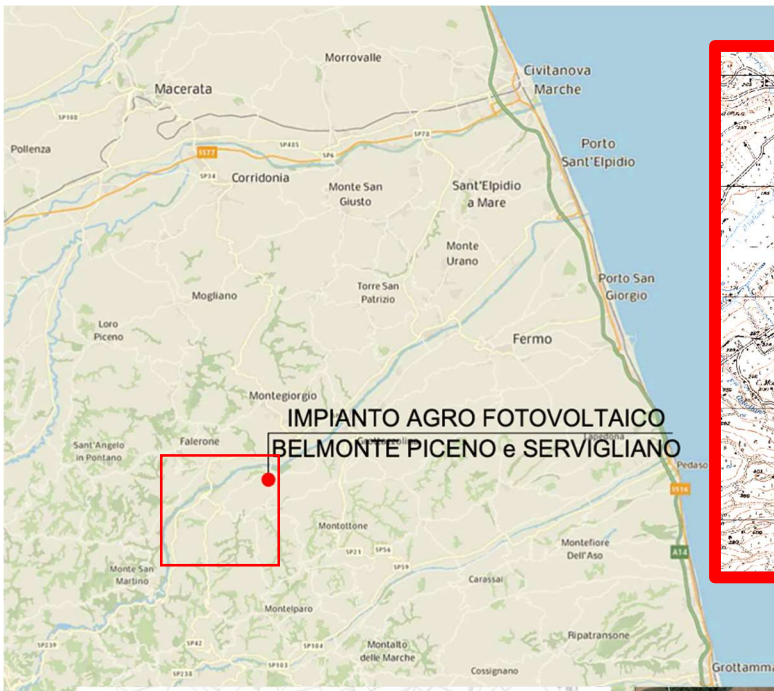 Morrovalle
Civitanova
Marche
Macerata
SP100
SP78
Pollenza
SS77
SP485
SP6
Porto
Sant'Elpidio
SP34
Corridonia
Monte San
Giusto
Sant'Elpidio
a Mare
Monte
Urano
Mogliano
Torre San
Patrizio
Porto San
Giorgio
Loro
Piceno
Fermo
Montegiorgio
IMPIANTO AGRO FOTOVOLTAICO
Sant'Angelo
in Pontano
Falerone
Lapedona
BELMONTE PICENO e SERVIGLIANO
Pedaso
SS16
Montottone
SP21
SP56
Montefiore
Dell'Aso
A14
Monte San
Martino
SP59
Carassai
Montelparo
Ripatransone
SP239
SP42
SP184
Montalto
delle Marche
SP238
SP103
Cossignano
Grottamma